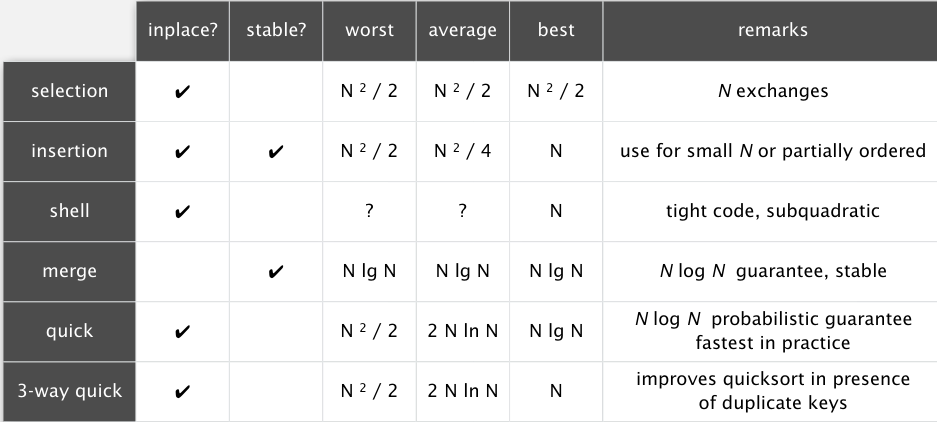 inplace? stable? worst average best remarks
selection ✔ N ² / 2 N ² / 2 N ² / 2 N exchanges
insertion ✔ ✔ N ² / 2 N ² / 4 N use for small N or partially ordered
shell ✔ ? ? N tight code, subquadratic
merge ✔ N lg N N lg N N lg N N log N guarantee, stable
quick ✔ N ² / 2 2 N ln N N lg N N log N probabilistic guarantee
fastest in practice
3-way quick ✔ N ² / 2 2 N ln N N improves quicksort in presence
of duplicate keys